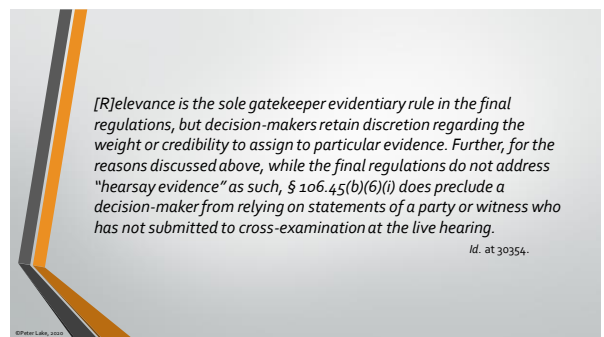 [R]elevance is the sole gatekeeper evidentiary rule in the final
regulations, but decision-makers retain discretion regarding the
weight or credibility to assign to particular evidence. Further, for the
reasons discussed above, while the final regulations do not address
"hearsay evidence" as such, § 106.45(b)(6)(i) does preclude a
decision-maker from relying on statements of a party or witness who
has not submitted to cross-examination at the live hearing.
Id. at 30354.
©Peter Lake, 2020